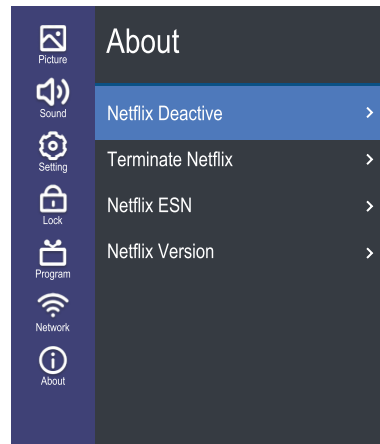 Picture
Sound
Setting
Lock
Program
Network
About
About
Netflix Deactive
Terminate Netflix
Netflix ESN
Netflix Version